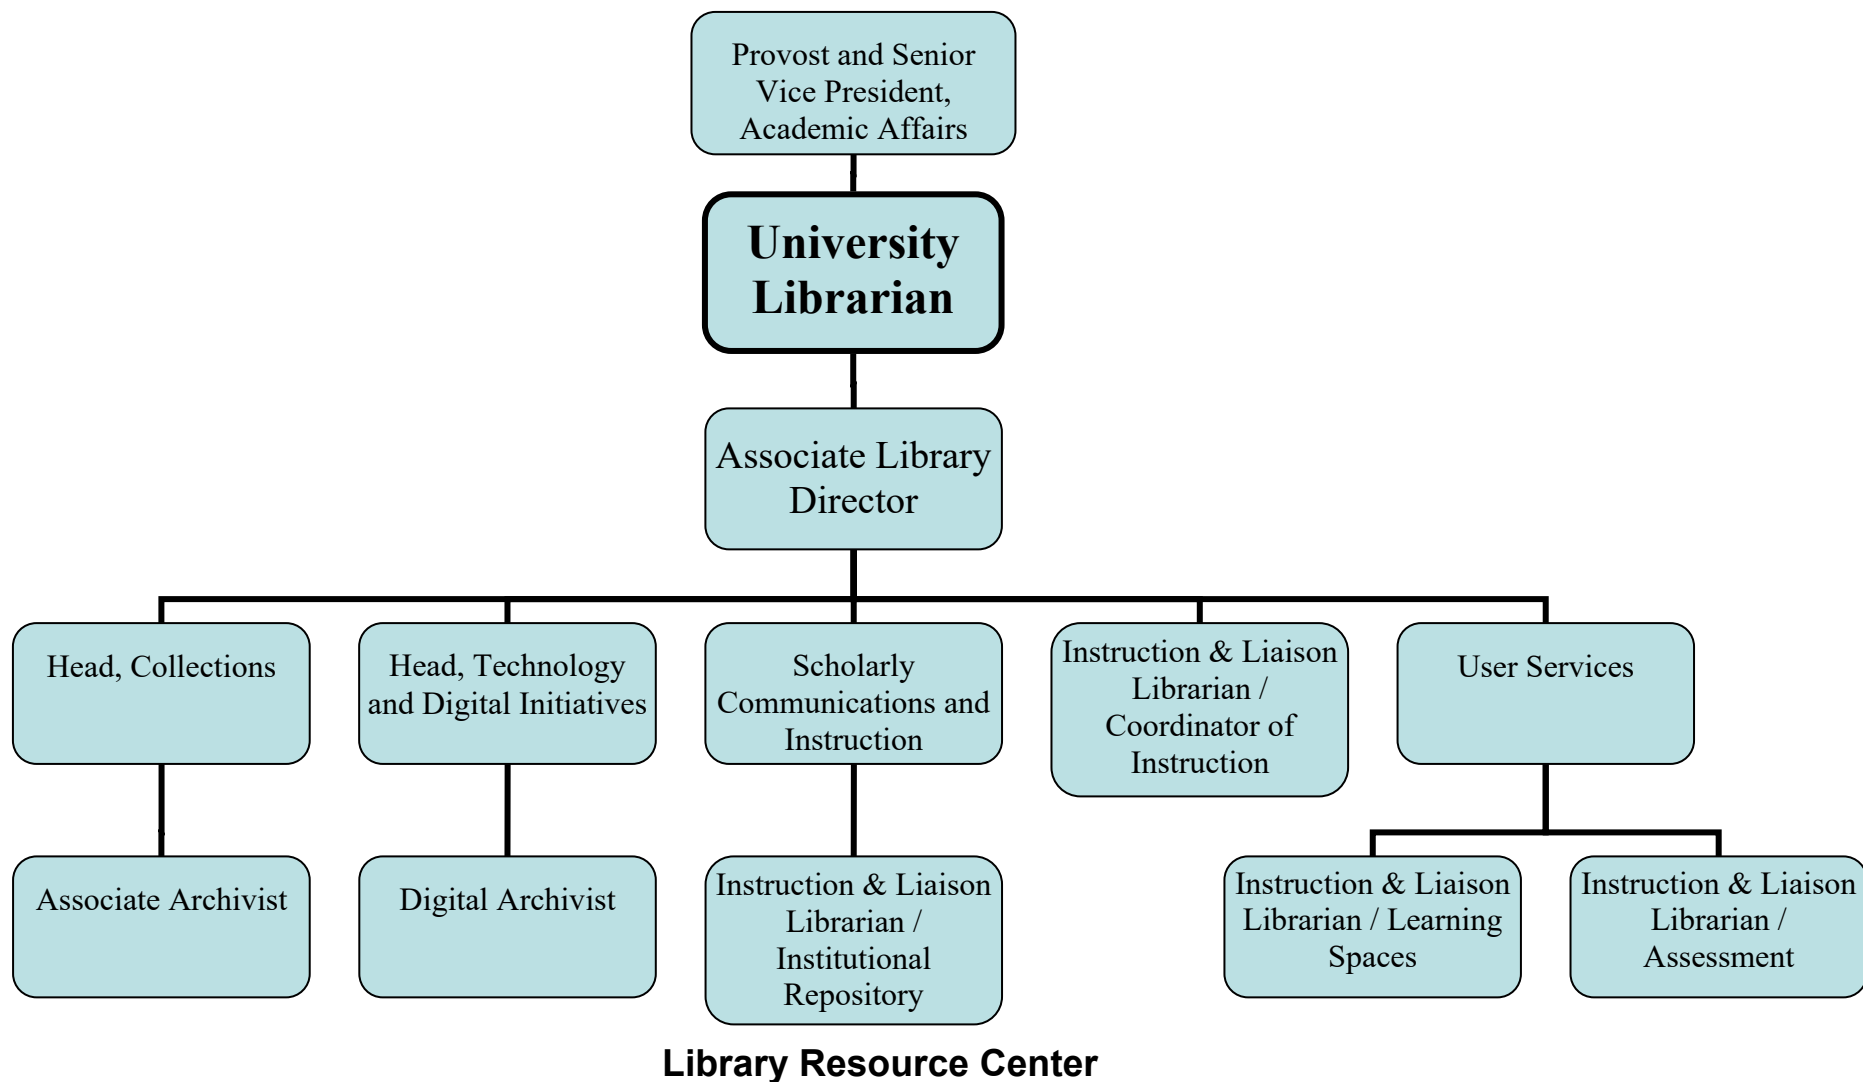 Provost and Senior
Vice President,
Academic Affairs
University
Librarian
Associate Library
Director
Head, Collections
Head, Technology
and Digital Initiatives
Scholarly
Communications and
Instruction
Instruction & Liaison
Librarian /
Coordinator of
Instruction
User Services
Associate Archivist
Digital Archivist
Instruction & Liaison
Librarian /
Institutional
Repository
Instruction & Liaison
Librarian / Learning
Spaces
Instruction & Liaison
Librarian /
Assessment
Library Resource Center